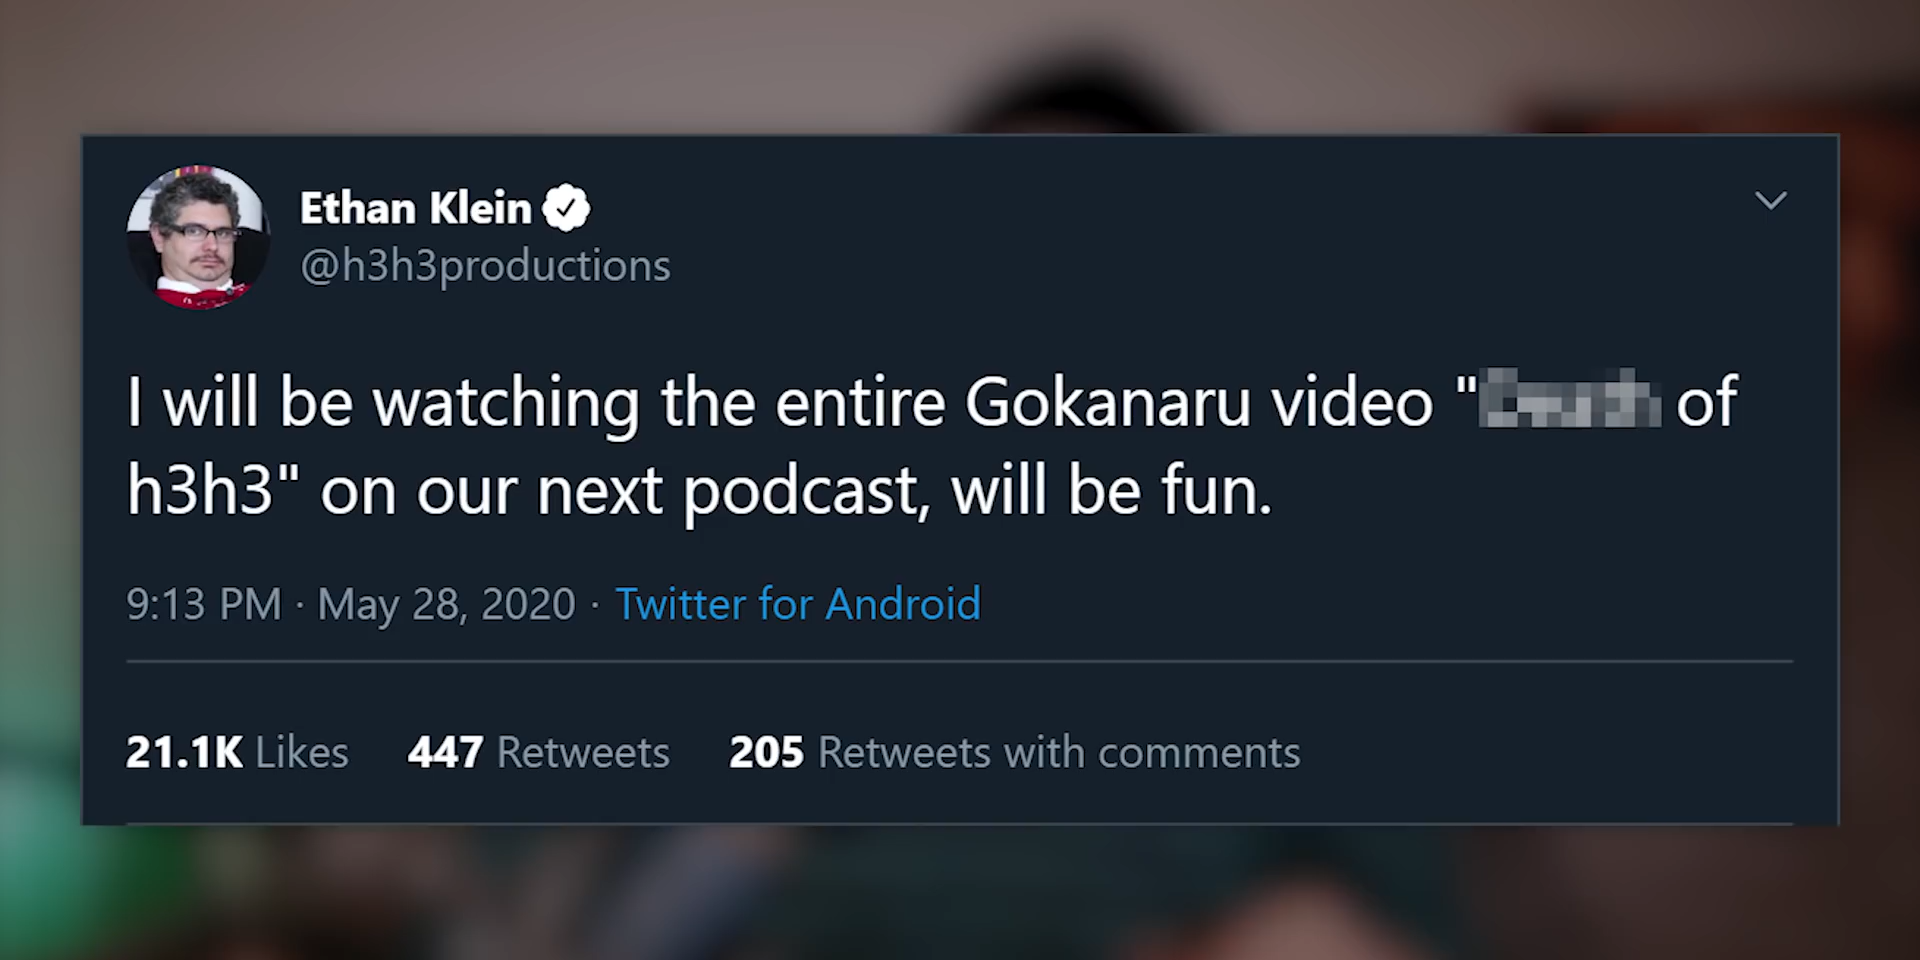 Ethan Klein
@h3h3productions
I will be watching the entire Gokanaru video " of
h3h3" on our next podcast, will be fun.
9:13 PM · May 28, 2020 · Twitter for Android
21.1K Likes 447 Retweets 205 Retweets with comments